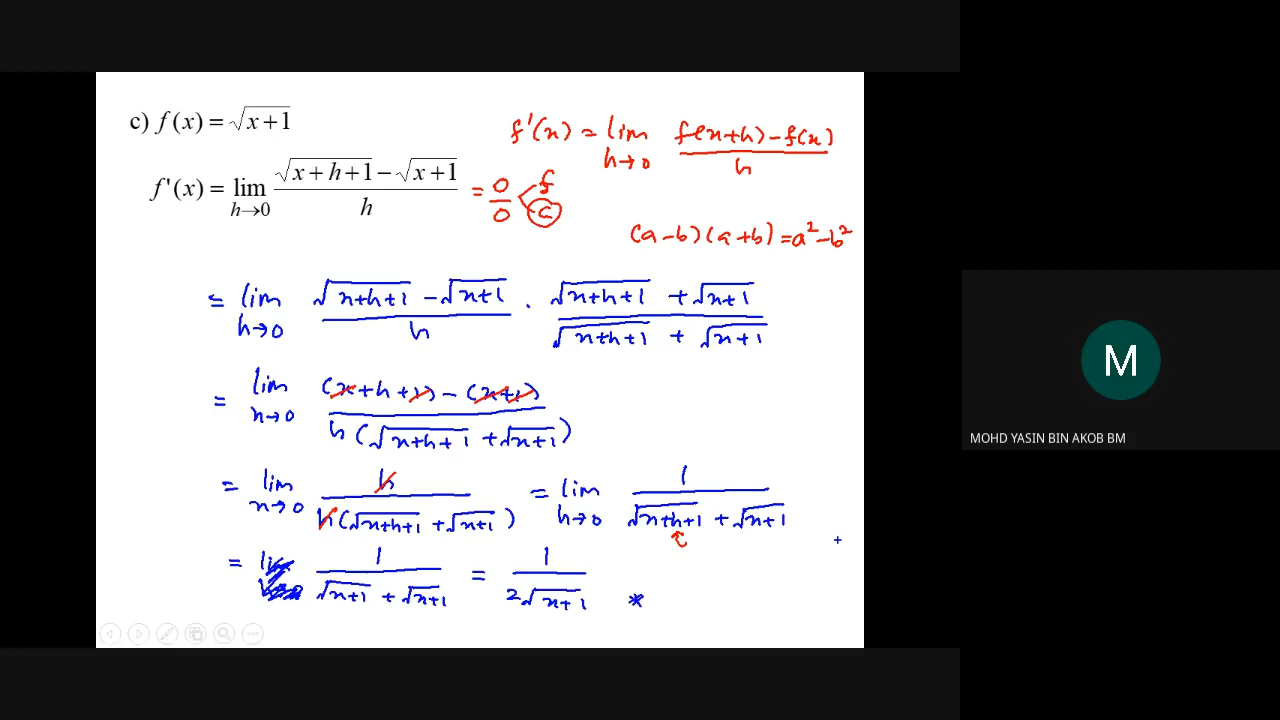 c) f(x) = √(x+1)
f'(x) = lim h→0 (f(x+h) - f(x))/h
f'(x) = lim h→0 (√(x+h+1) - √(x+1))/h = 0/0 < f c
(a-b)(a+b) = a² - b²
= lim h→0 (√(x+h+1) - √(x+1))/h . (√(x+h+1) + √(x+1))/(√(x+h+1) + √(x+1))
= lim h→0 ((x+h+1) - (x+1))/(h(√(x+h+1) + √(x+1)))
= lim h→0 h/(h(√(x+h+1) + √(x+1))) = lim h→0 1/(√(x+h+1) + √(x+1))
= 1/(√(x+1) + √(x+1)) = 1/(2√(x+1)) *
M
MOHD YASIN BIN AKOB BM